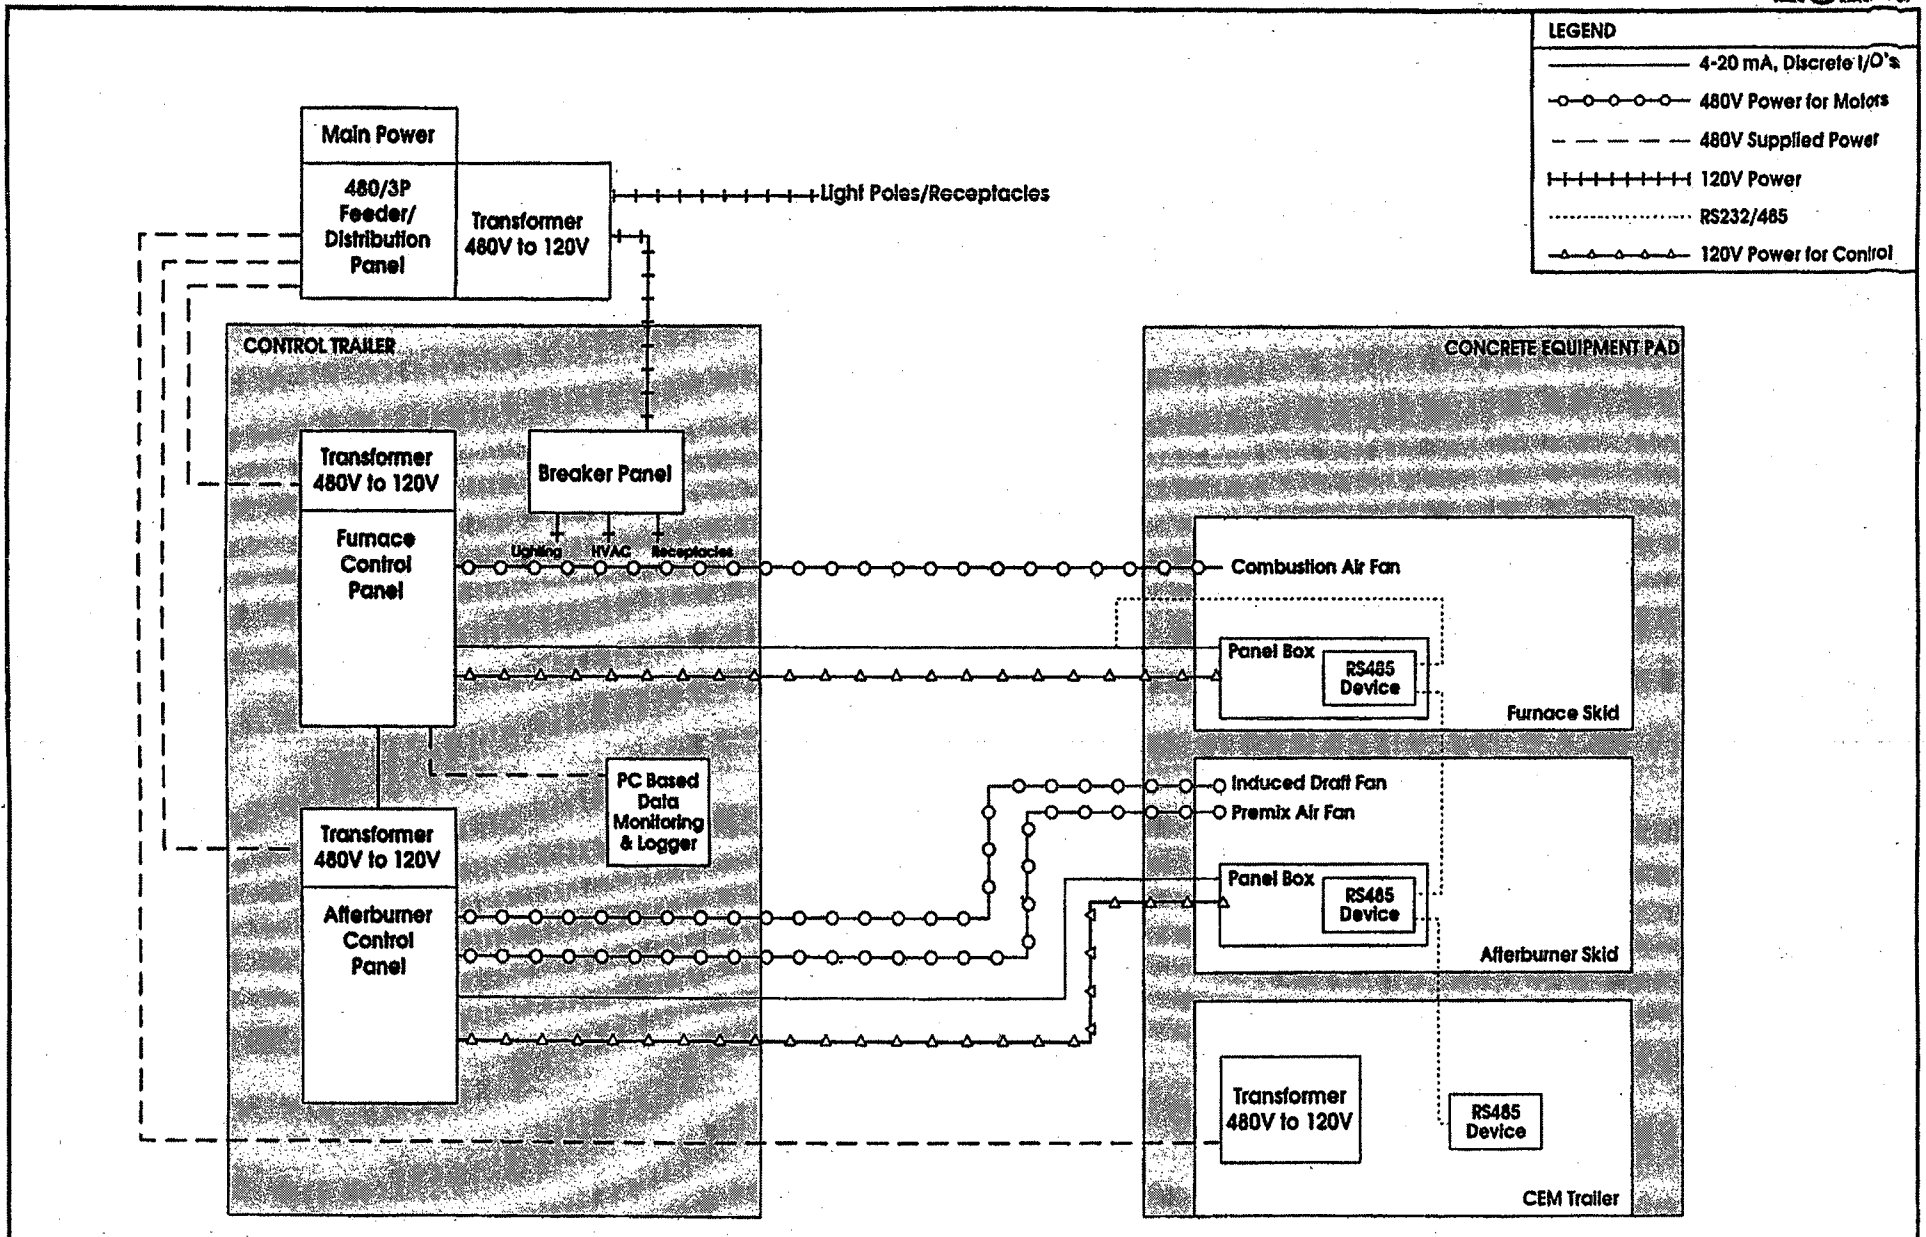 LEGEND
4-20 mA, Discrete I/O's
480V Power for Motors
480V Supplied Power
120V Power
RS232/485
120V Power for Control
Main Power
480/3P
Feeder/
Distribution
Panel
Transformer
480V to 120V
Light Poles/Receptacles
CONTROL TRAILER
Transformer
480V to 120V
Furnace
Control
Panel
Breaker Panel
Lighting
HVAC
Receptacles
PC Based
Data
Monitoring
& Logger
Transformer
480V to 120V
Afterburner
Control
Panel
CONCRETE EQUIPMENT PAD
Combustion Air Fan
Panel Box
RS485
Device
Furnace Skid
Induced Draft Fan
Premix Air Fan
Panel Box
RS485
Device
Afterburner Skid
Transformer
480V to 120V
RS485
Device
CEM Trailer